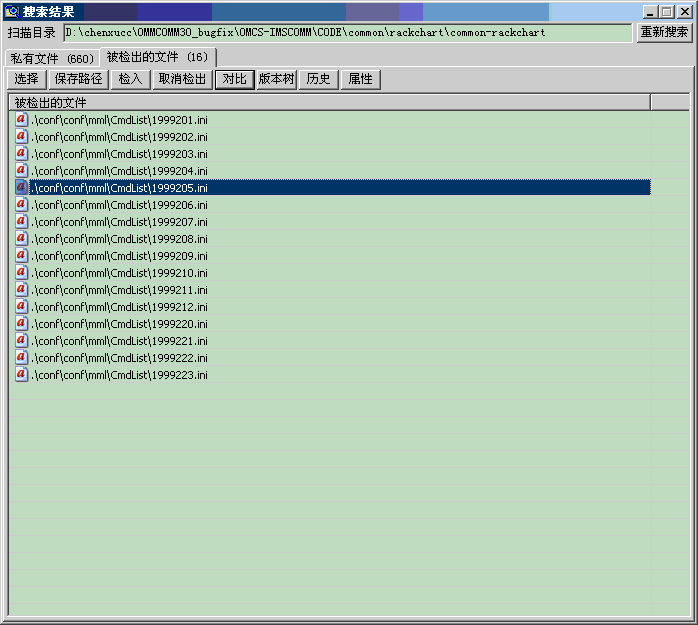 搜索结果
扫描目录 D:\chenxucc\OMMCOMM30_bugfix\OMCS-IMSCOMM\CODE\common\rackchart\common-rackchart 重新搜索
私有文件 (660) 被检出的文件 (16)
选择 保存路径 检入 取消检出 对比 版本树 历史 属性
被检出的文件
.\conf\conf\mml\CmdList\1999201.ini
.\conf\conf\mml\CmdList\1999202.ini
.\conf\conf\mml\CmdList\1999203.ini
.\conf\conf\mml\CmdList\1999204.ini
.\conf\conf\mml\CmdList\1999205.ini
.\conf\conf\mml\CmdList\1999206.ini
.\conf\conf\mml\CmdList\1999207.ini
.\conf\conf\mml\CmdList\1999208.ini
.\conf\conf\mml\CmdList\1999209.ini
.\conf\conf\mml\CmdList\1999210.ini
.\conf\conf\mml\CmdList\1999211.ini
.\conf\conf\mml\CmdList\1999212.ini
.\conf\conf\mml\CmdList\1999220.ini
.\conf\conf\mml\CmdList\1999221.ini
.\conf\conf\mml\CmdList\1999222.ini
.\conf\conf\mml\CmdList\1999223.ini